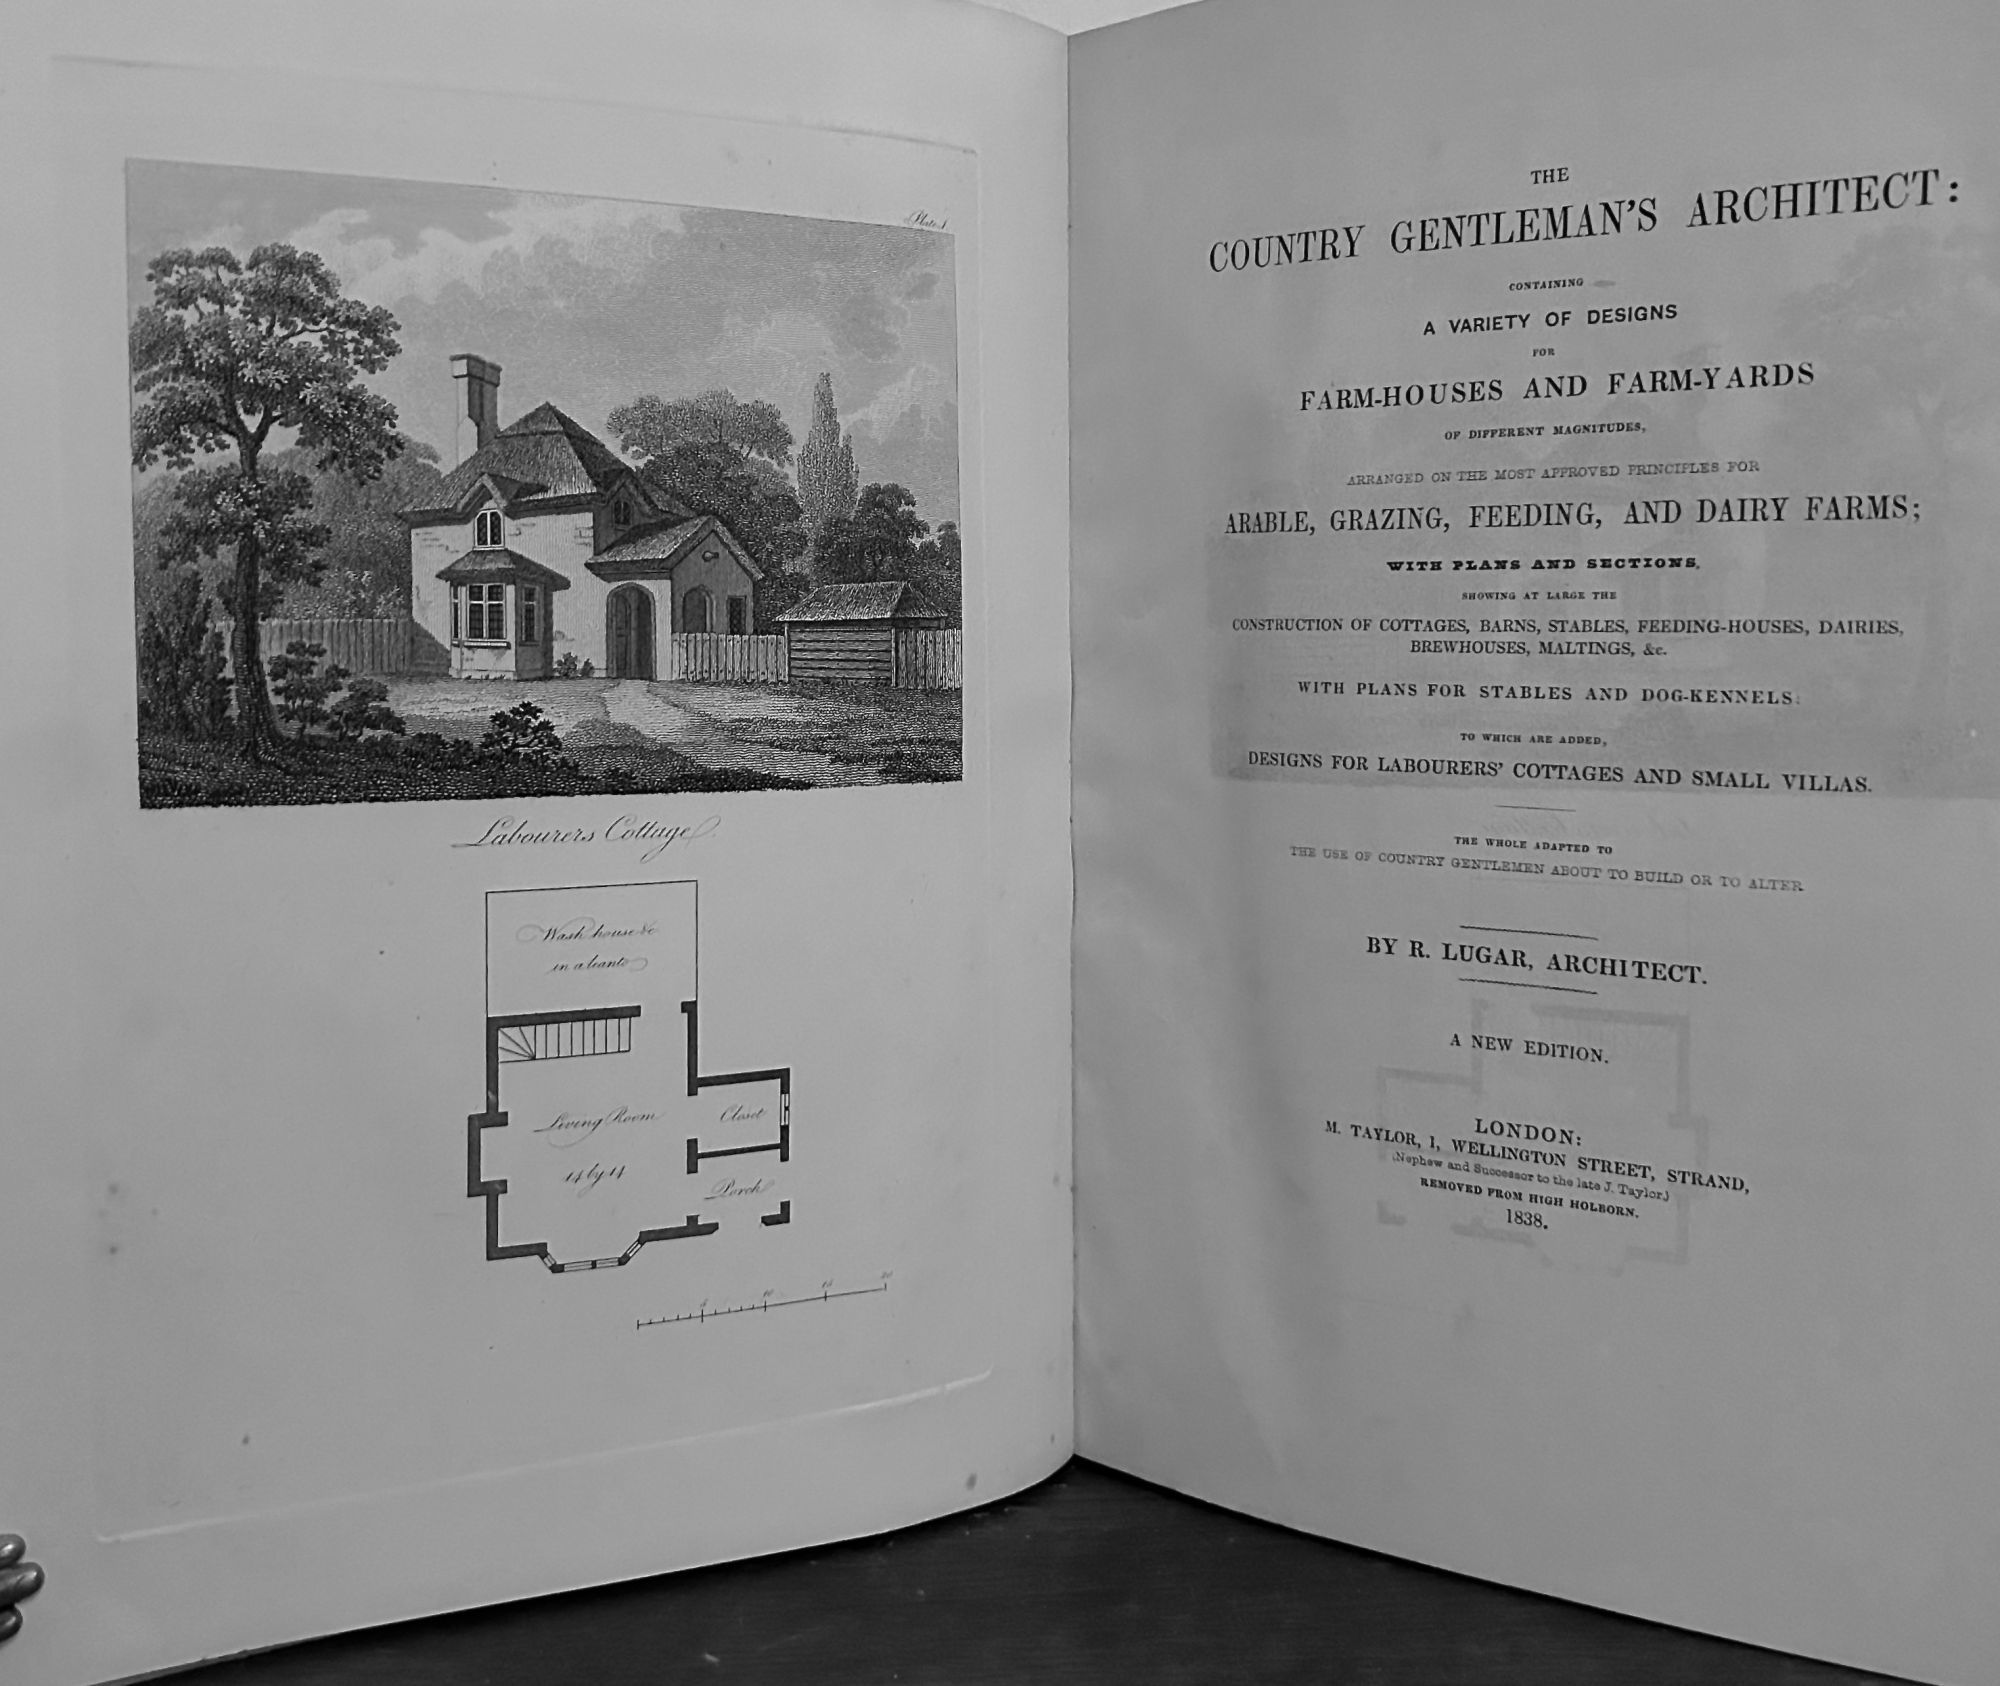 Plate 1
Labourers Cottage.
Wash house &c
in a leanto
Living Room
14 by 14
Closet
Porch
5 10 15 20
THE
COUNTRY GENTLEMAN'S ARCHITECT:
CONTAINING
A VARIETY OF DESIGNS
FOR
FARM-HOUSES AND FARM-YARDS
OF DIFFERENT MAGNITUDES,
ARRANGED ON THE MOST APPROVED PRINCIPLES FOR
ARABLE, GRAZING, FEEDING, AND DAIRY FARMS;
WITH PLANS AND SECTIONS,
SHOWING AT LARGE THE
CONSTRUCTION OF COTTAGES, BARNS, STABLES, FEEDING-HOUSES, DAIRIES,
BREWHOUSES, MALTINGS, &c.
WITH PLANS FOR STABLES AND DOG-KENNELS:
TO WHICH ARE ADDED,
DESIGNS FOR LABOURERS' COTTAGES AND SMALL VILLAS.
THE WHOLE ADAPTED TO
THE USE OF COUNTRY GENTLEMEN ABOUT TO BUILD OR TO ALTER
BY R. LUGAR, ARCHITECT.
A NEW EDITION.
LONDON:
M. TAYLOR, 1, WELLINGTON STREET, STRAND,
(Nephew and Successor to the late J. Taylor)
REMOVED FROM HIGH HOLBORN.
1838.